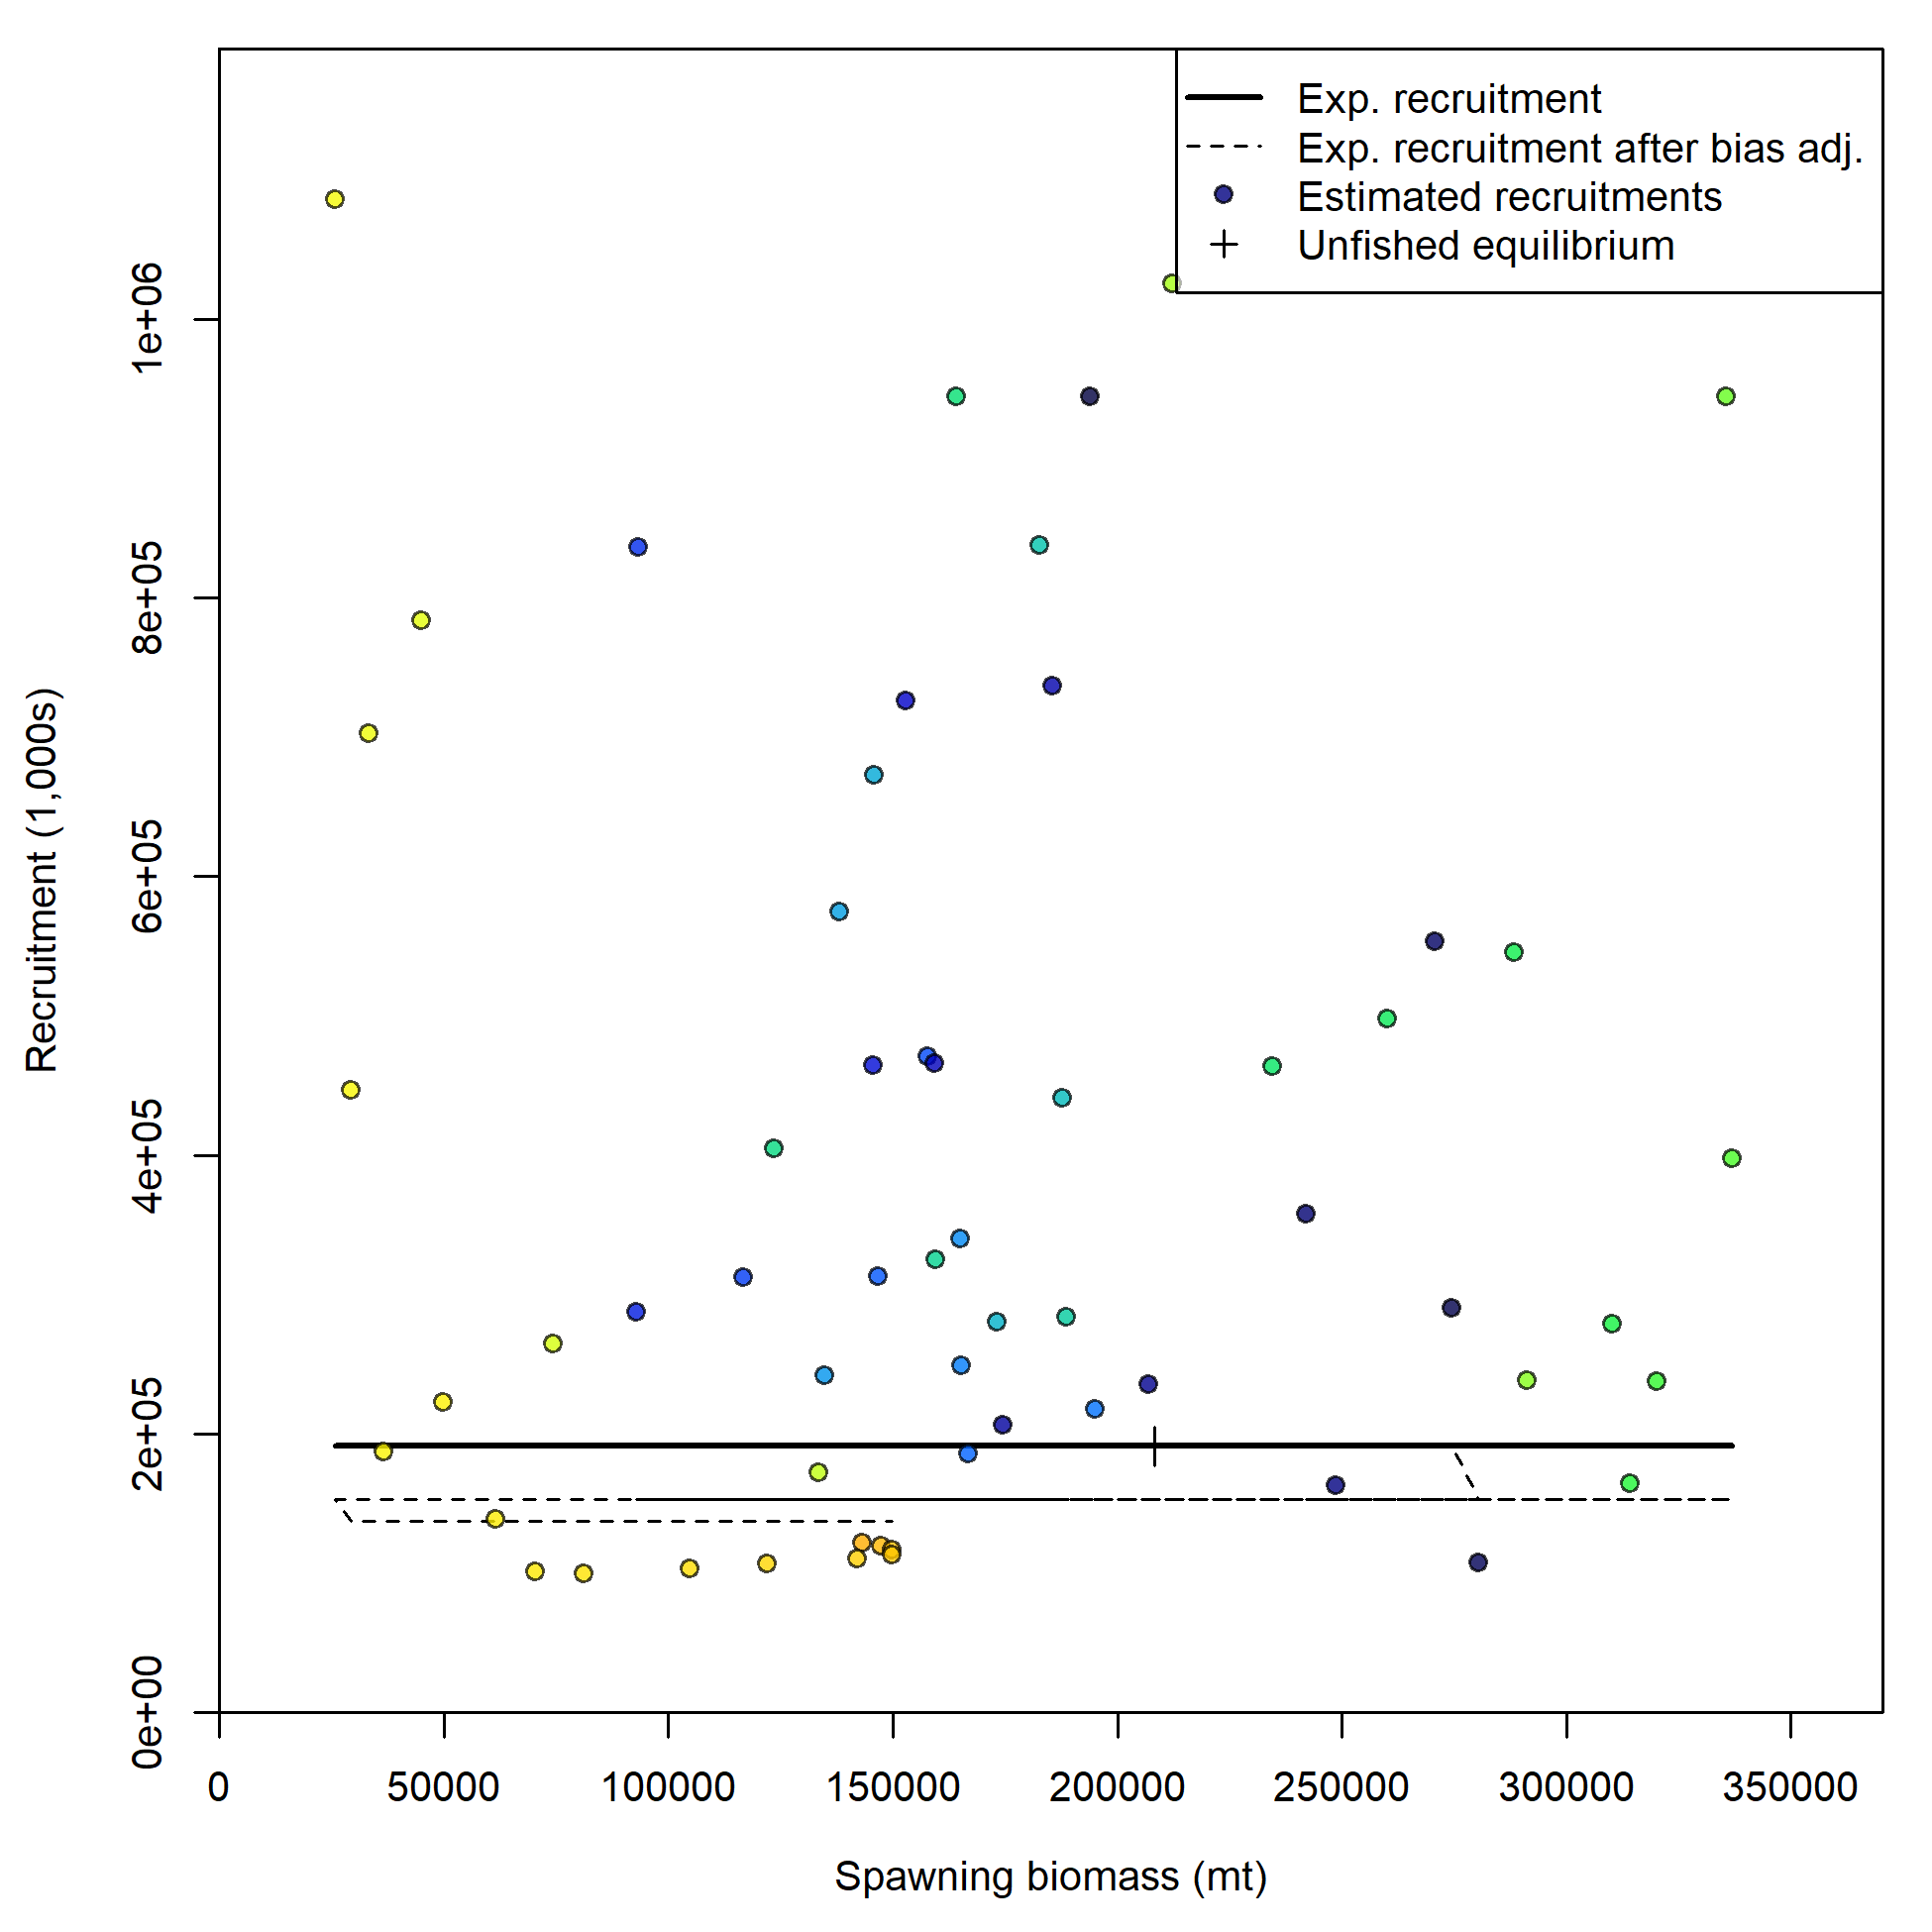 Exp. recruitment
Exp. recruitment after bias adj.
Estimated recruitments
Unfished equilibrium
1e+06
8e+05
6e+05
4e+05
2e+05
0e+00
Recruitment (1,000s)
0 50000 100000 150000 200000 250000 300000 350000
Spawning biomass (mt)